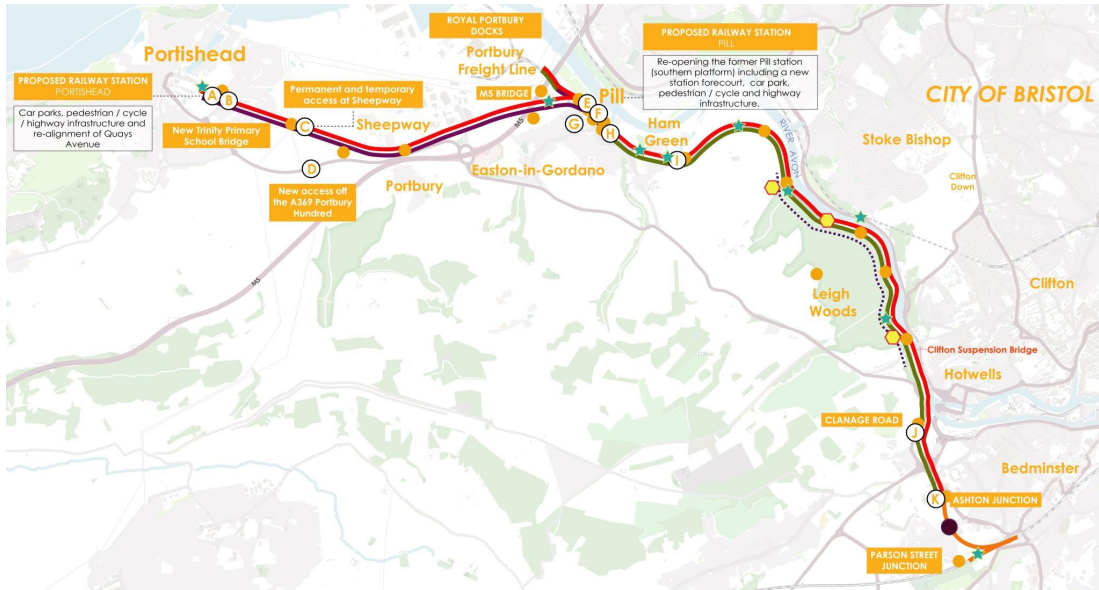 ROYAL PORTBURY
DOCKS
Portishead
PROPOSED RAILWAY STATION
PORTISHEAD
Car parks, pedestrian / cycle
/ highway infrastructure and
re-alignment of Quays
Avenue
A
B
New Trinity Primary
School Bridge
Permanent and temporary
access at Sheepway
C
Sheepway
D
New access off
the A369 Portbury
Hundred
Portbury
Portbury
Freight Line
M5 BRIDGE
M5
Easton-in-Gordano
E
F
G
H
Pill
PROPOSED RAILWAY STATION
PILL
Re-opening the former Pill station
(southern platform) including a new
station forecourt, car park,
pedestrian / cycle and highway
infrastructure.
CITY OF BRISTOL
Ham
Green
I
RIVER AVON
Stoke Bishop
Clifton
Down
M5
Leigh
Woods
Clifton
Clifton Suspension Bridge
Hotwells
CLANAGE ROAD
J
Bedminster
K
ASHTON JUNCTION
PARSON STREET
JUNCTION